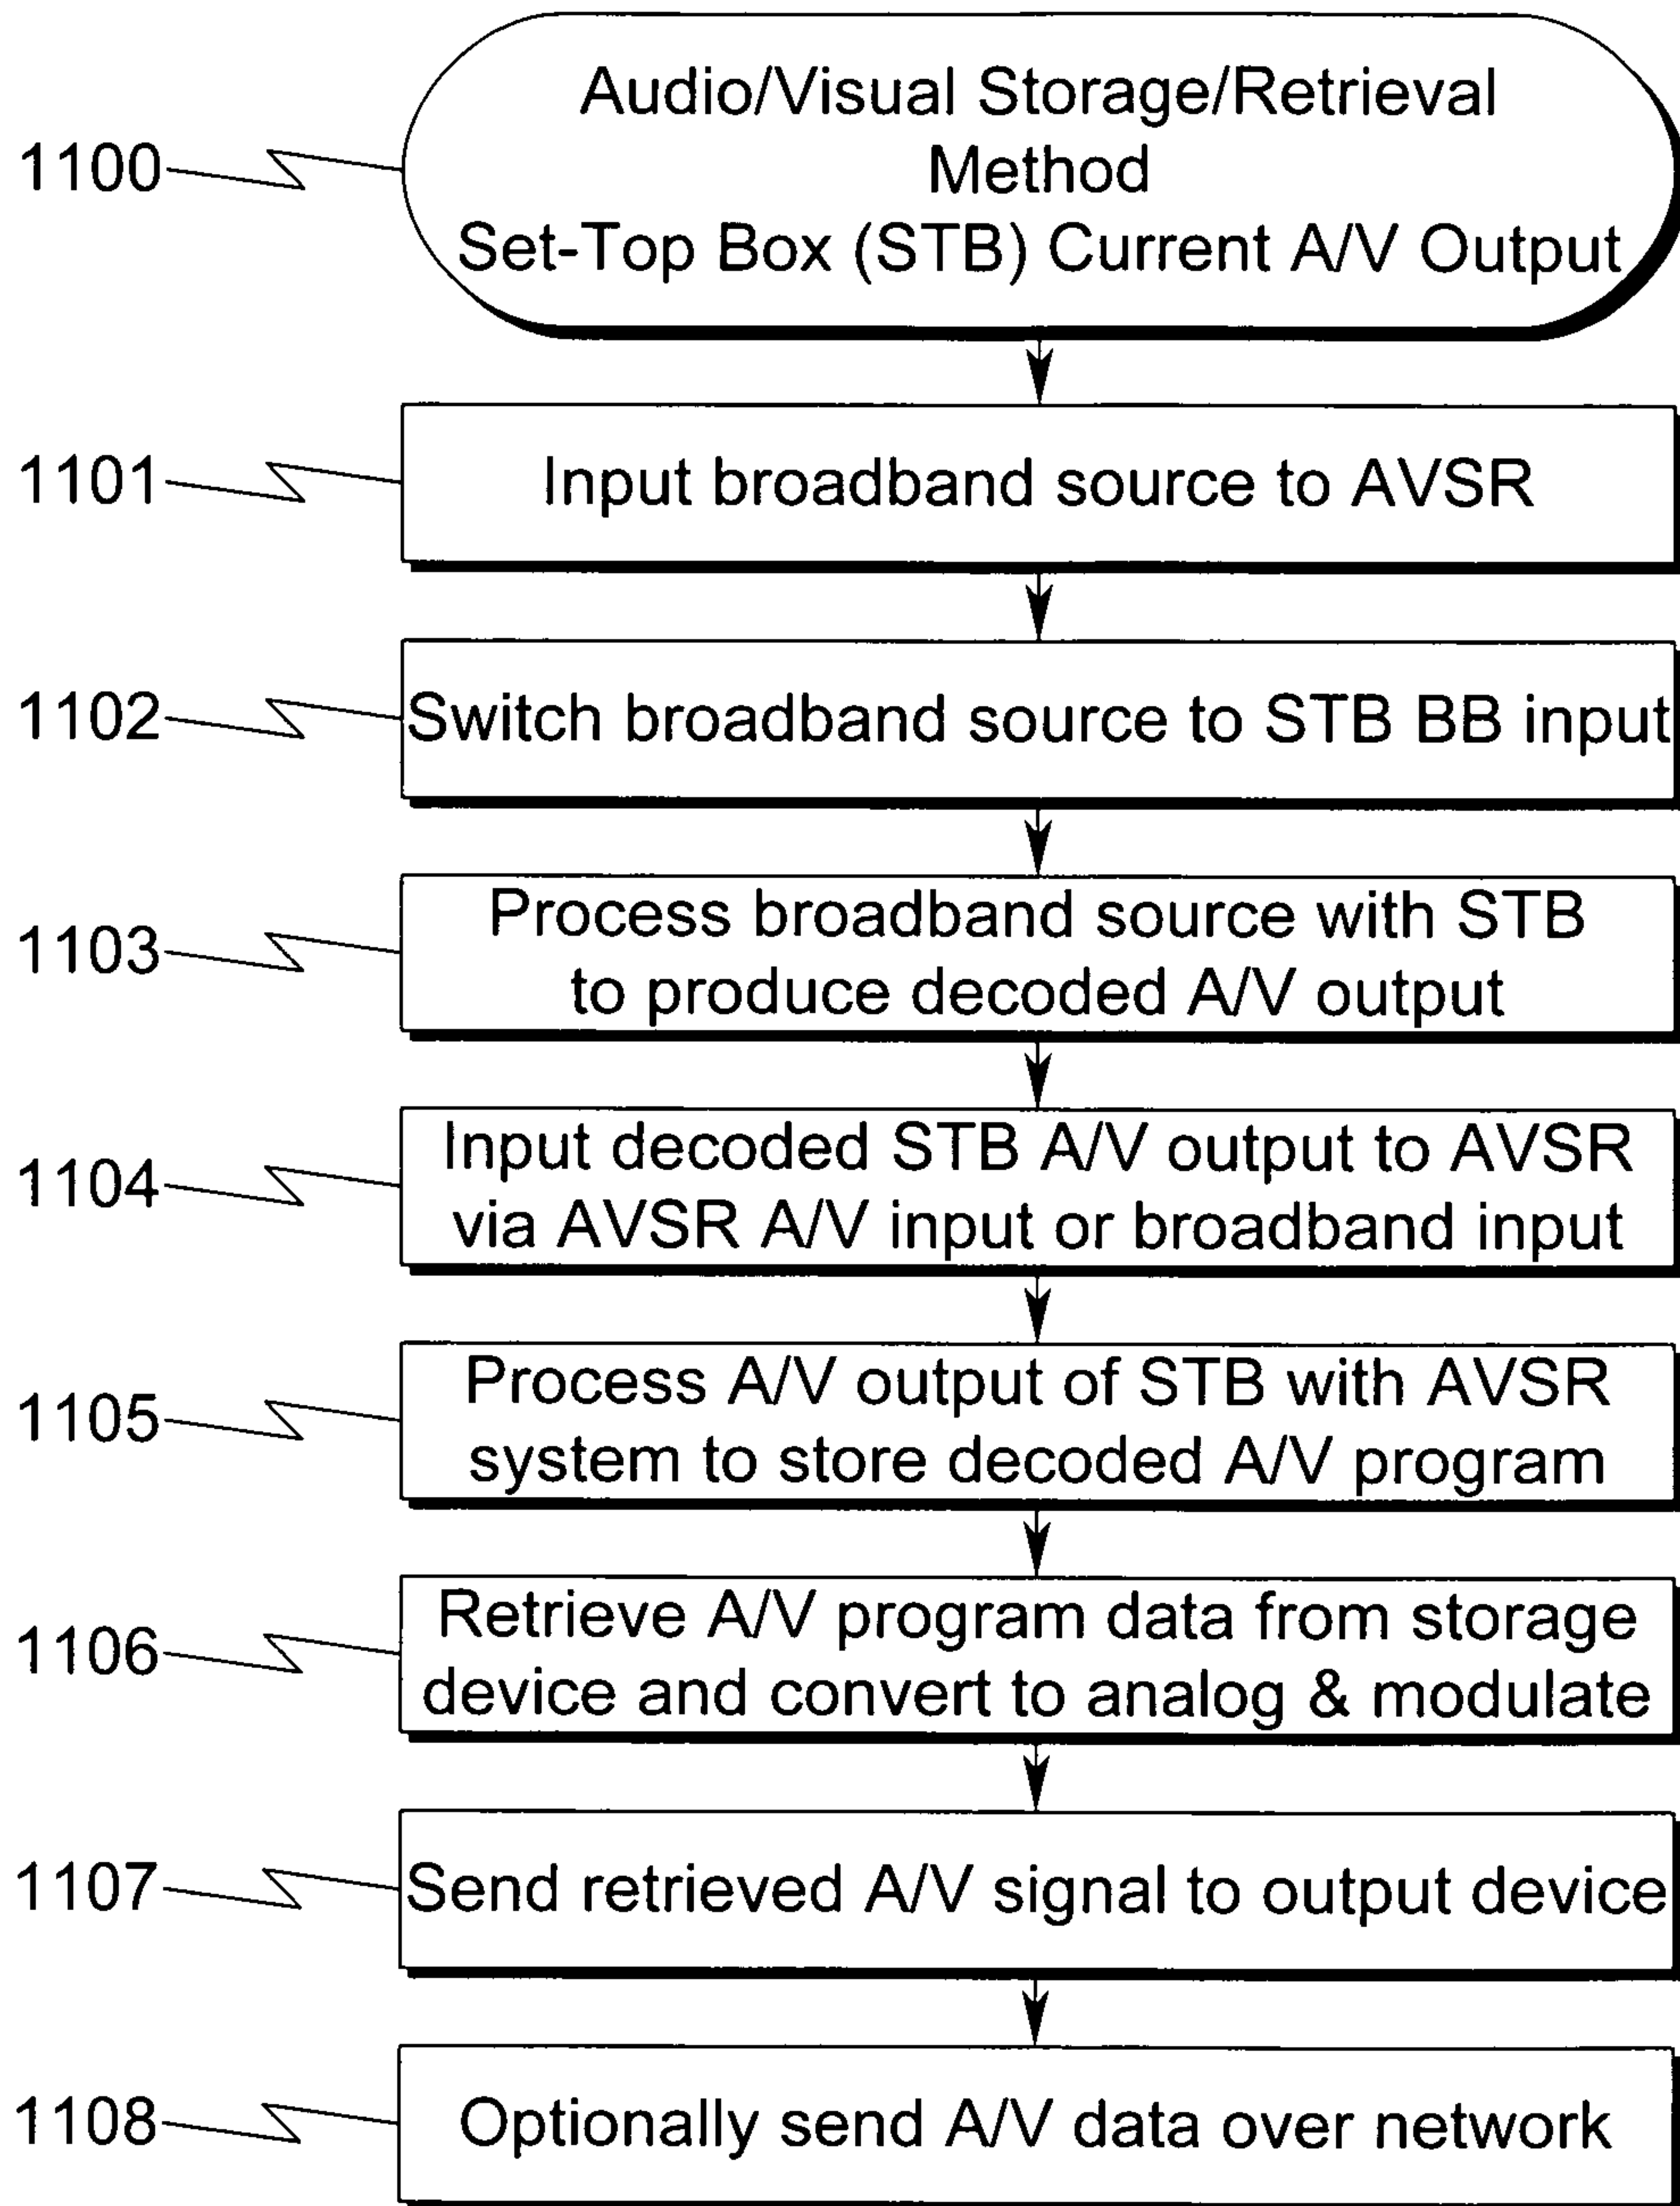 1100
Audio/Visual Storage/Retrieval
Method
Set-Top Box (STB) Current A/V Output
1101
Input broadband source to AVSR
1102
Switch broadband source to STB BB input
1103
Process broadband source with STB
to produce decoded A/V output
1104
Input decoded STB A/V output to AVSR
via AVSR A/V input or broadband input
1105
Process A/V output of STB with AVSR
system to store decoded A/V program
1106
Retrieve A/V program data from storage
device and convert to analog & modulate
1107
Send retrieved A/V signal to output device
1108
Optionally send A/V data over network